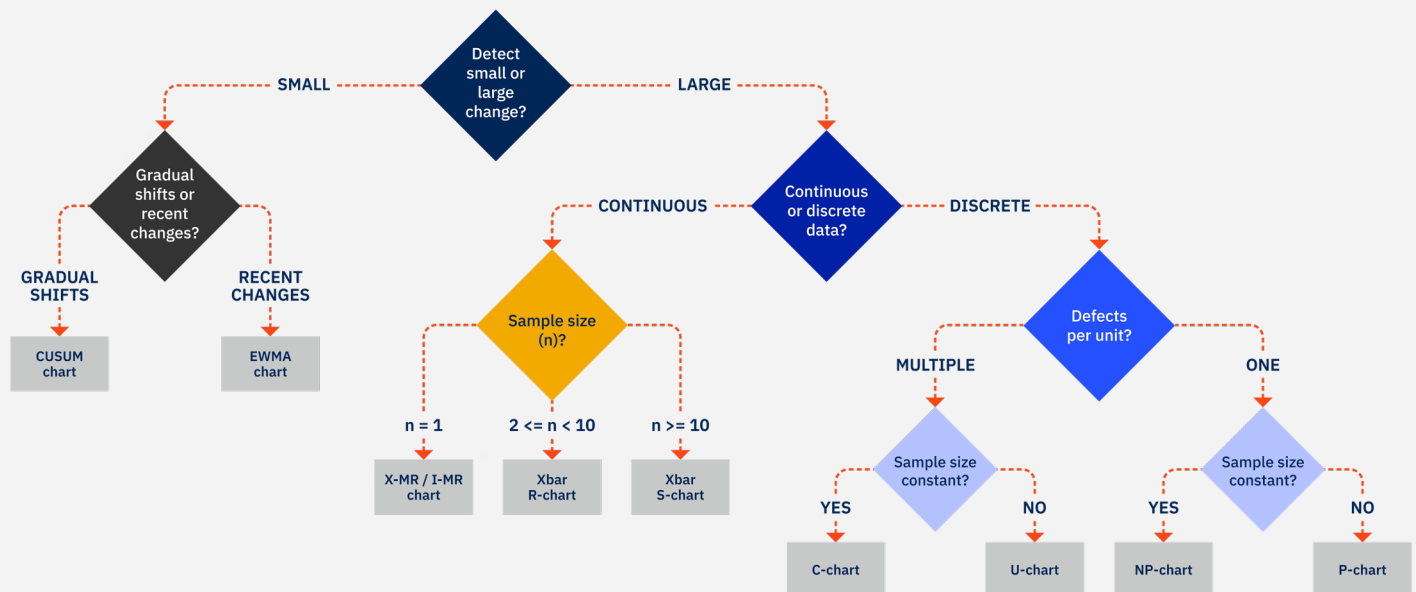 Detect
small or
large
change?
SMALL
LARGE
Gradual
shifts or
recent
changes?
Continuous
or discrete
data?
CONTINUOUS
DISCRETE
GRADUAL
SHIFTS
RECENT
CHANGES
Sample size
(n)?
Defects
per unit?
CUSUM
chart
EWMA
chart
MULTIPLE
ONE
n = 1
2 <= n < 10
n >= 10
X-MR / I-MR
chart
Xbar
R-chart
Xbar
S-chart
Sample size
constant?
Sample size
constant?
YES
NO
YES
NO
C-chart
U-chart
NP-chart
P-chart